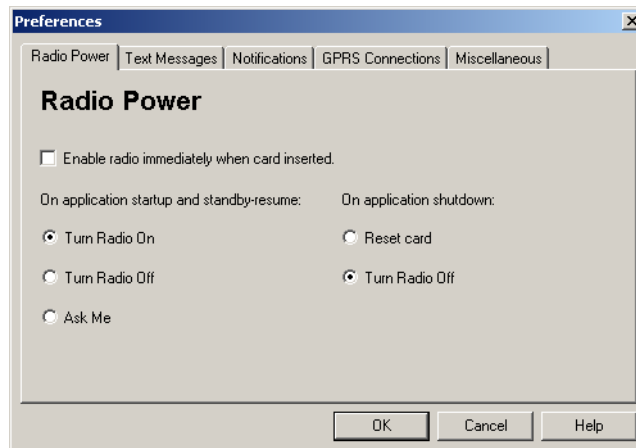 Preferences
Radio Power Text Messages Notifications GPRS Connections Miscellaneous
Radio Power
Enable radio immediately when card inserted.
On application startup and standby-resume: On application shutdown:
Turn Radio On Reset card
Turn Radio Off Turn Radio Off
Ask Me
OK Cancel Help